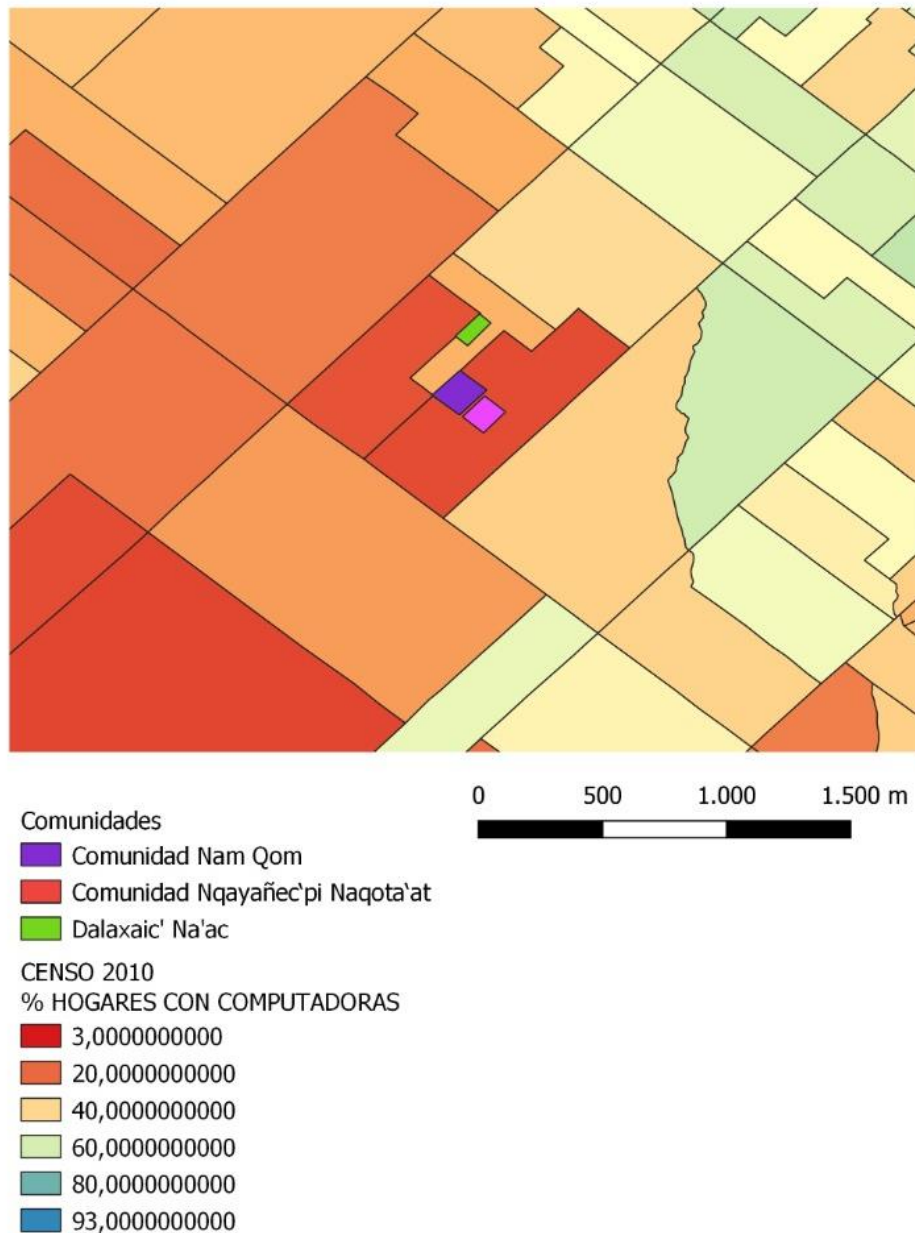 0 500 1.000 1.500 m
Comunidades
Comunidad Nam Qom
Comunidad Nqayañec‘pi Naqota‘at
Dalaxaic' Na'ac
CENSO 2010
% HOGARES CON COMPUTADORAS
3,0000000000
20,0000000000
40,0000000000
60,0000000000
80,0000000000
93,0000000000